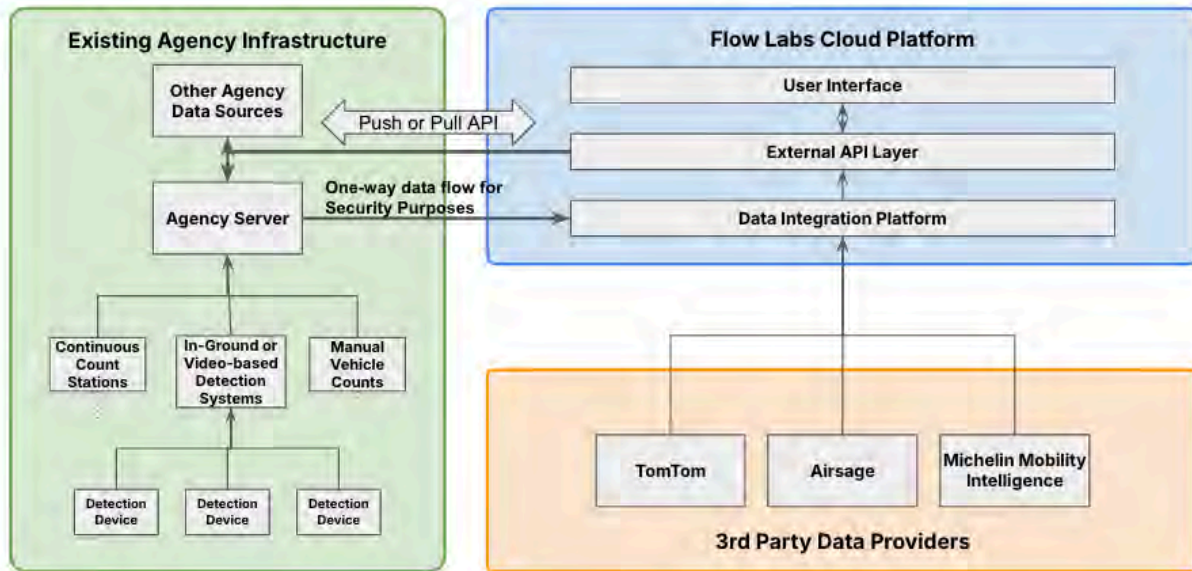 Existing Agency Infrastructure
Other Agency
Data Sources
Agency Server
Continuous
Count
Stations
In-Ground or
Video-based
Detection
Systems
Manual
Vehicle
Counts
Detection
Device
Detection
Device
Detection
Device
Push or Pull API
One-way data flow for
Security Purposes
Flow Labs Cloud Platform
User Interface
External API Layer
Data Integration Platform
TomTom
Airsage
Michelin Mobility
Intelligence
3rd Party Data Providers